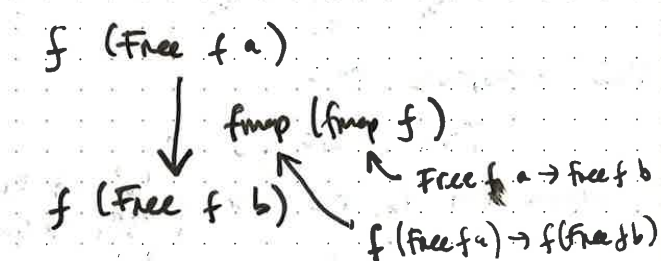 f (Free f a)
fmap (fmap f)
Free f a → Free f b
f (Free f b)
f (Free f a) → f (Free f b)